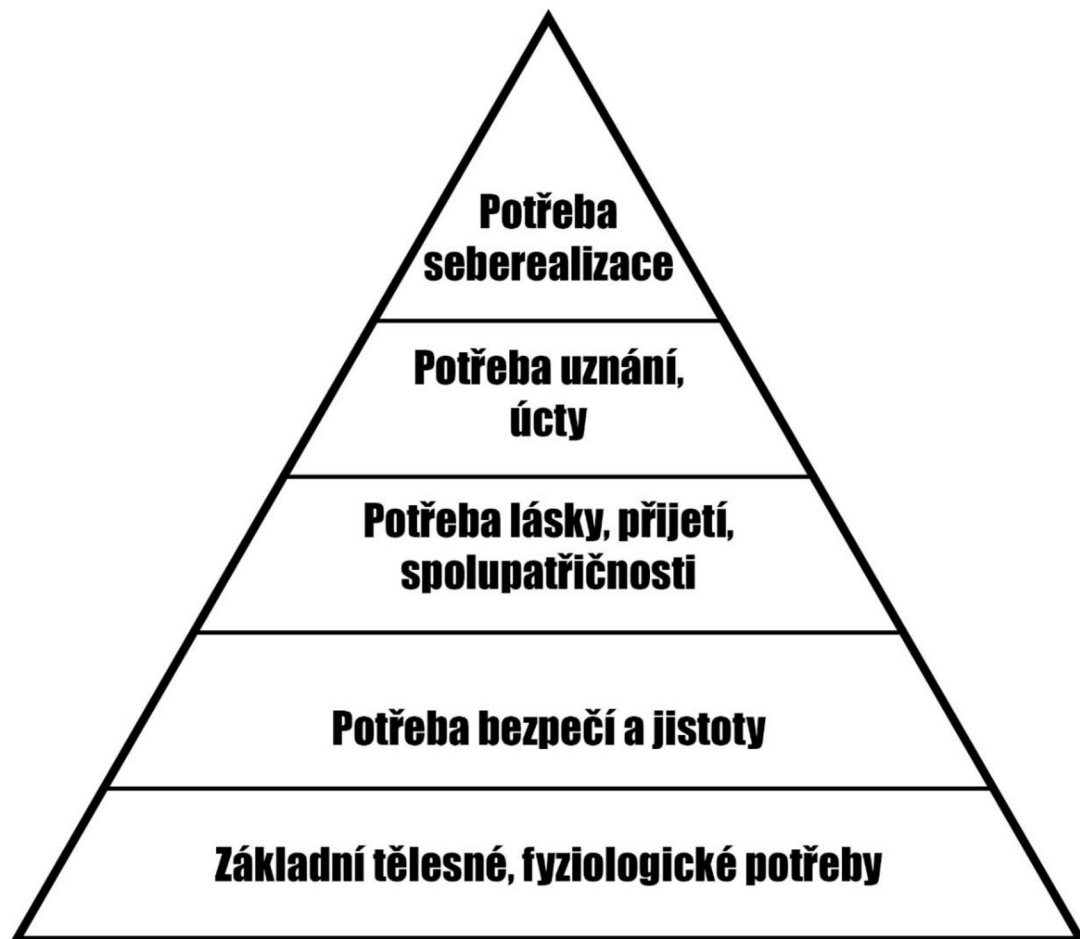 Potřeba
seberealizace
Potřeba uznání,
úcty
Potřeba lásky, přijetí,
spolupatřičnosti
Potřeba bezpečí a jistoty
Základní tělesné, fyziologické potřeby